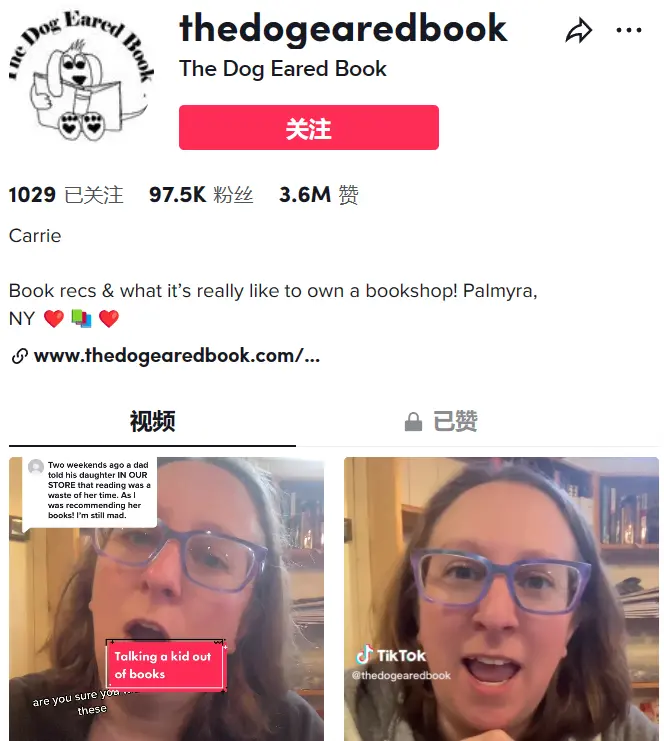 The Dog Eared Book
thedogearedbook
The Dog Eared Book
关注
1029 已关注 97.5K 粉丝 3.6M 赞
Carrie
Book recs & what it's really like to own a bookshop! Palmyra,
NY ❤️ 📚 ❤️
www.thedogearedbook.com/...
视频
已赞
Two weekends ago a dad
told his daughter IN OUR
STORE that reading was a
waste of her time. As I
was recommending her
books! I'm still mad.
Talking a kid out
of books
are you sure you
these
TikTok
@thedogearedbook